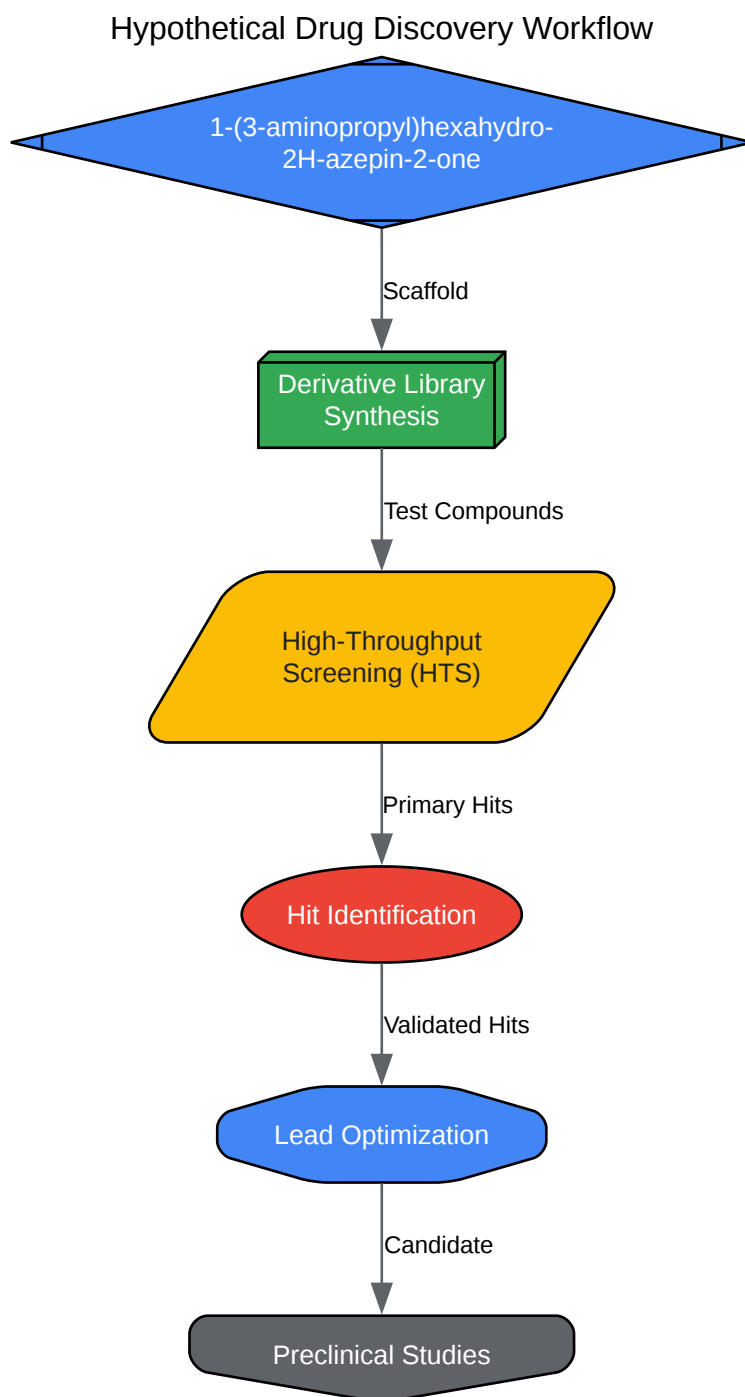 Hypothetical Drug Discovery Workflow
1-(3-aminopropyl)hexahydro-
2H-azepin-2-one
Scaffold
Derivative Library
Synthesis
Test Compounds
High-Throughput
Screening (HTS)
Primary Hits
Hit Identification
Validated Hits
Lead Optimization
Candidate
Preclinical Studies